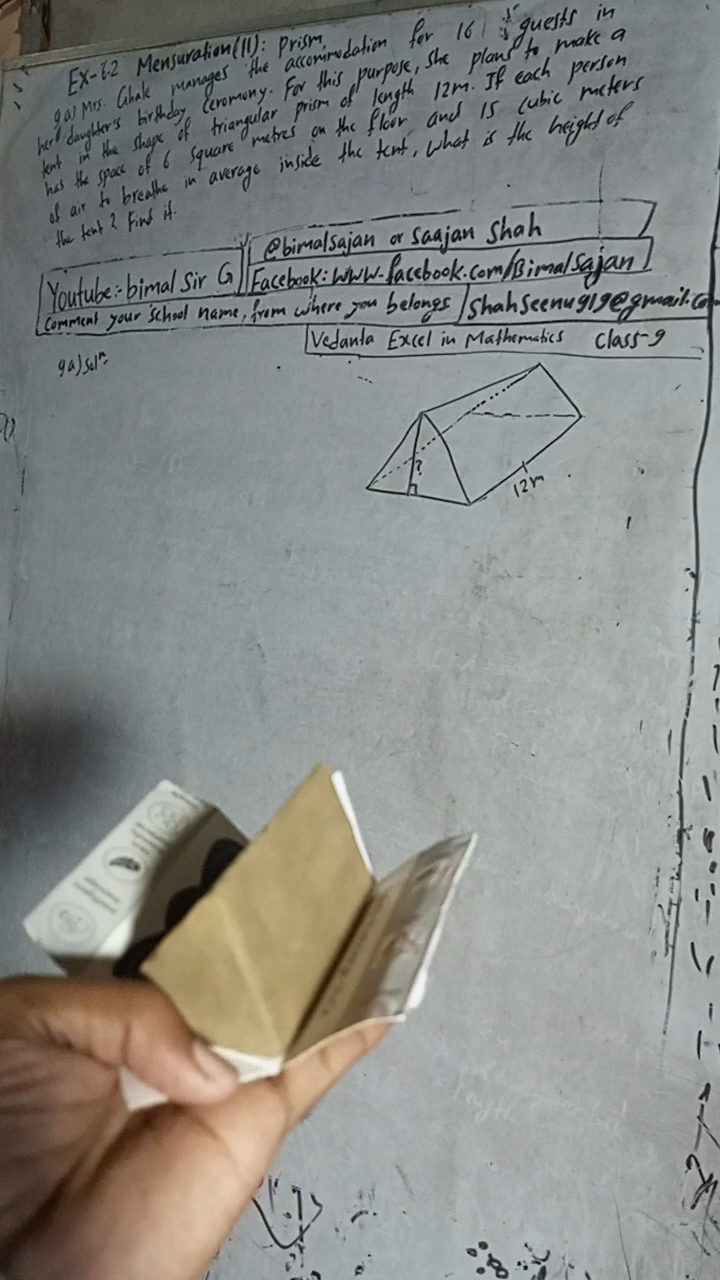 Ex-6.2 Mensuration(II): Prism
9a) Mrs. Ghale manages the accommodation for 16 guests in
her daughter's birthday ceromony. For this purpose, she plans to make a
tent in the shape of triangular prism of length 12m. If each person
has the space of 6 square metres on the floor and 15 cubic meters
of air to breathe in average inside the tent, what is the height of
the tent? Find it.
@bimalsajan or Saajan Shah
Youtube:- bimal Sir G
Facebook: www.facebook.com/Bimalsajan
Comment your school name, from where you belongs
Shahseenu919@gmail.co
Vedanta Excel in Mathematics Class-9
9a) solⁿ:
?
12m